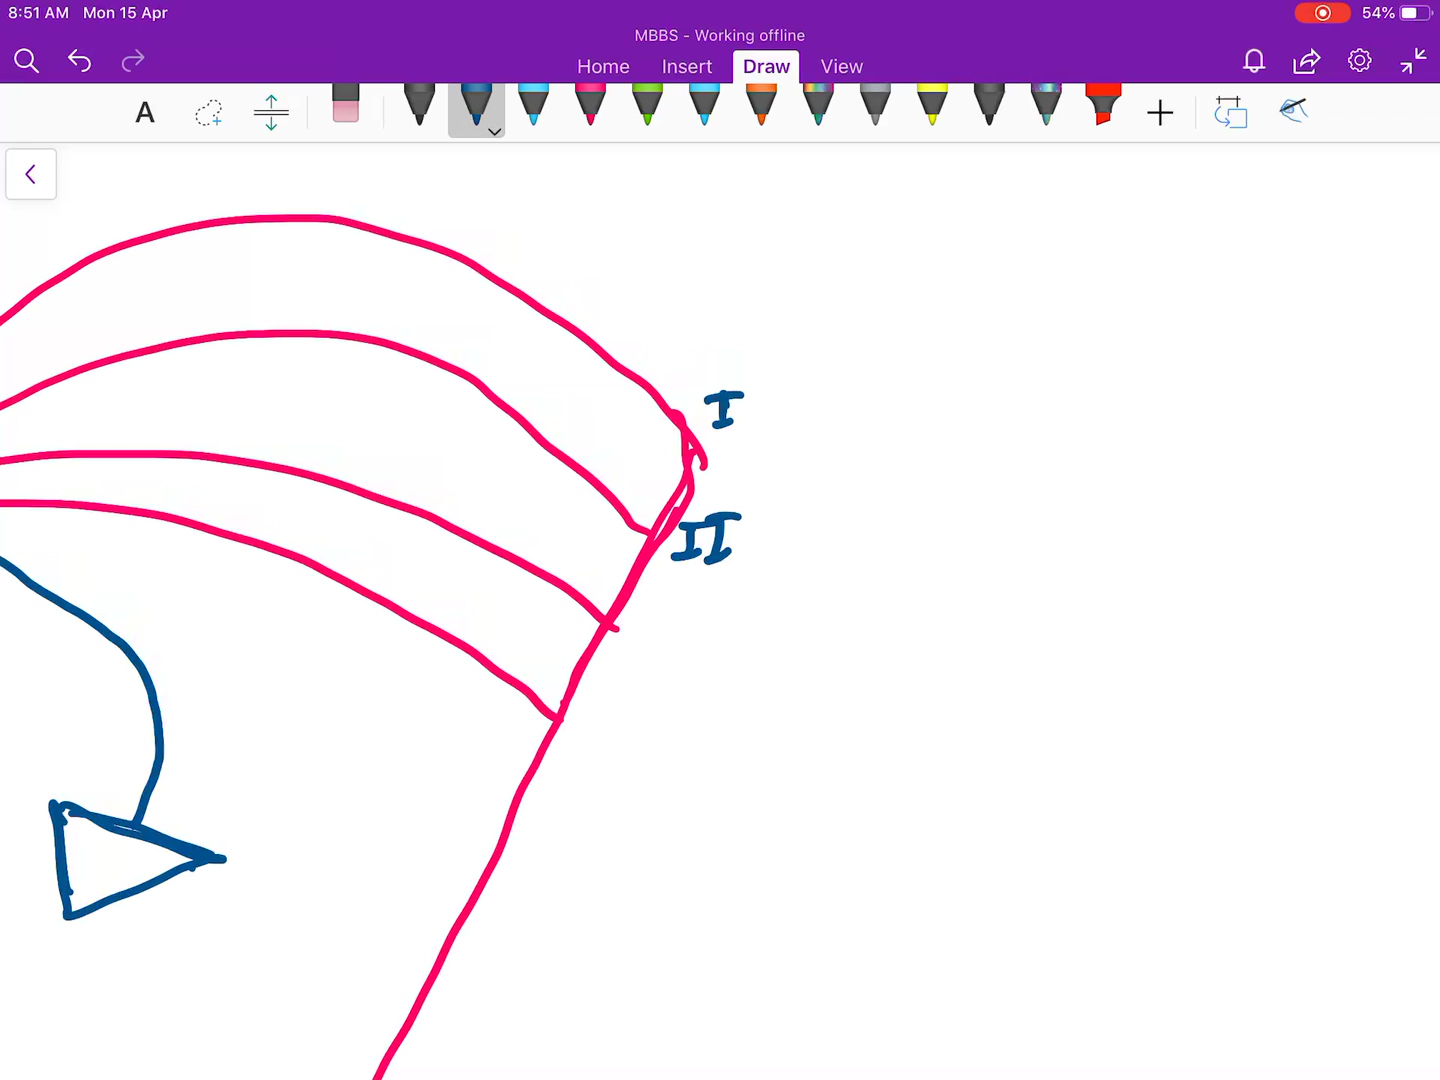 8:51 AM Mon 15 Apr 54%
MBBS - Working offline
Home Insert Draw View
A
I
II